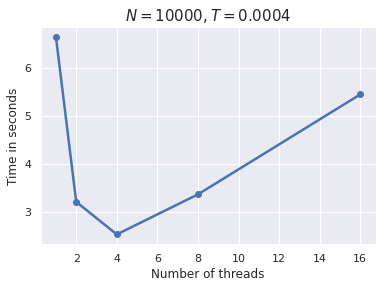 N = 10000, T = 0.0004
Time in seconds
6
5
4
3
2 4 6 8 10 12 14 16
Number of threads